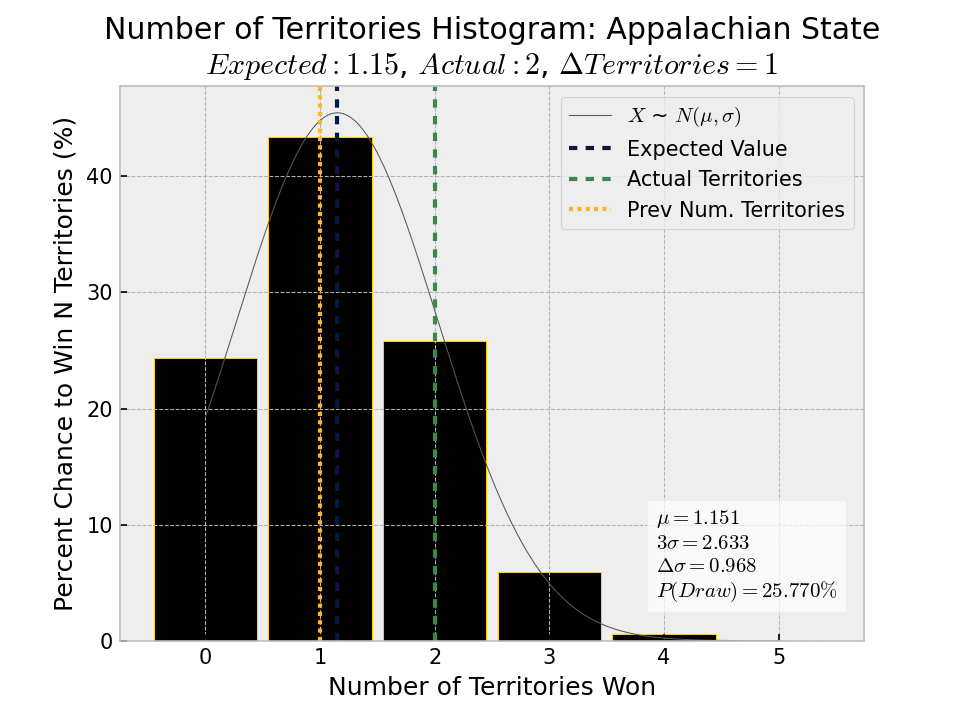 Number of Territories Histogram: Appalachian State
Expected : 1.15, Actual : 2, ΔTerritories = 1
Percent Chance to Win N Territories (%)
40
30
20
10
0
X ~ N(μ, σ)
Expected Value
Actual Territories
Prev Num. Territories
μ = 1.151
3σ = 2.633
Δσ = 0.968
P(Draw) = 25.770%
0 1 2 3 4 5
Number of Territories Won